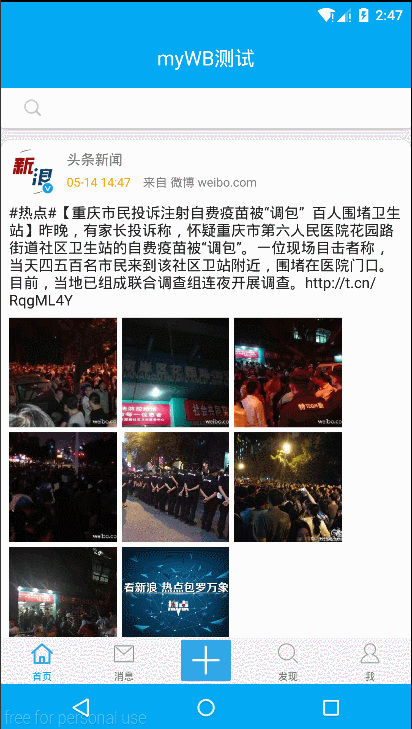 2:47
myWB测试
新浪
头条新闻
05-14 14:47 来自 微博 weibo.com
#热点#【重庆市民投诉注射自费疫苗被“调包” 百人围堵卫生
站】昨晚，有家长投诉称，怀疑重庆市第六人民医院花园路
街道社区卫生站的自费疫苗被“调包”。一位现场目击者称，
当天四五百名市民来到该社区卫站附近，围堵在医院门口。
目前，当地已组成联合调查组连夜开展调查。http://t.cn/
RqgML4Y
看新浪 热点包罗万象
热点
首页
消息
发现
我
free for personal use